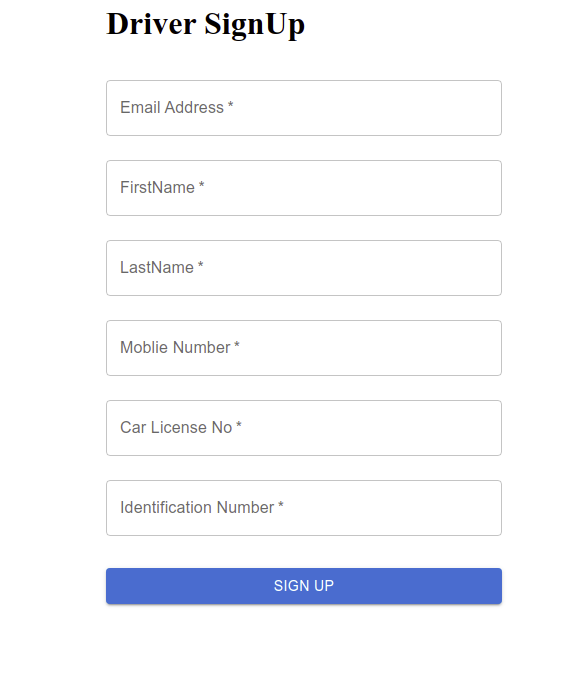 Driver SignUp
Email Address *
FirstName *
LastName *
Moblie Number *
Car License No *
Identification Number *
SIGN UP